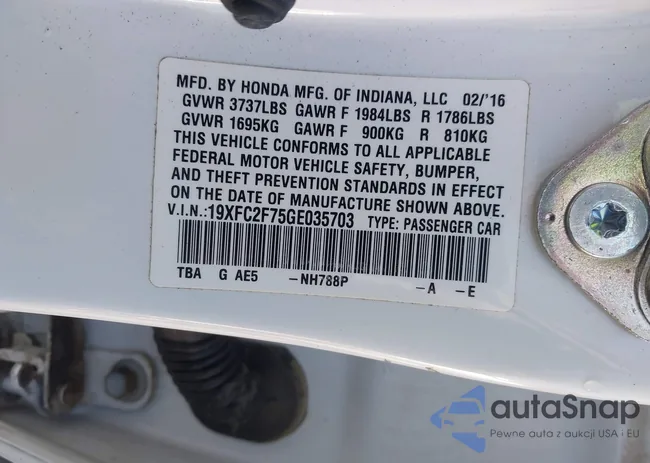 MFD. BY HONDA MFG. OF INDIANA, LLC 02/'16
GVWR 3737LBS GAWR F 1984LBS R 1786LBS
GVWR 1695KG GAWR F 900KG R 810KG
THIS VEHICLE CONFORMS TO ALL APPLICABLE
FEDERAL MOTOR VEHICLE SAFETY, BUMPER,
AND THEFT PREVENTION STANDARDS IN EFFECT
ON THE DATE OF MANUFACTURE SHOWN ABOVE.
V.I.N.:19XFC2F75GE035703 TYPE: PASSENGER CAR
TBA G AE5 -NH788P -A -E
autaSnap
Pewne auta z aukcji USA · EU